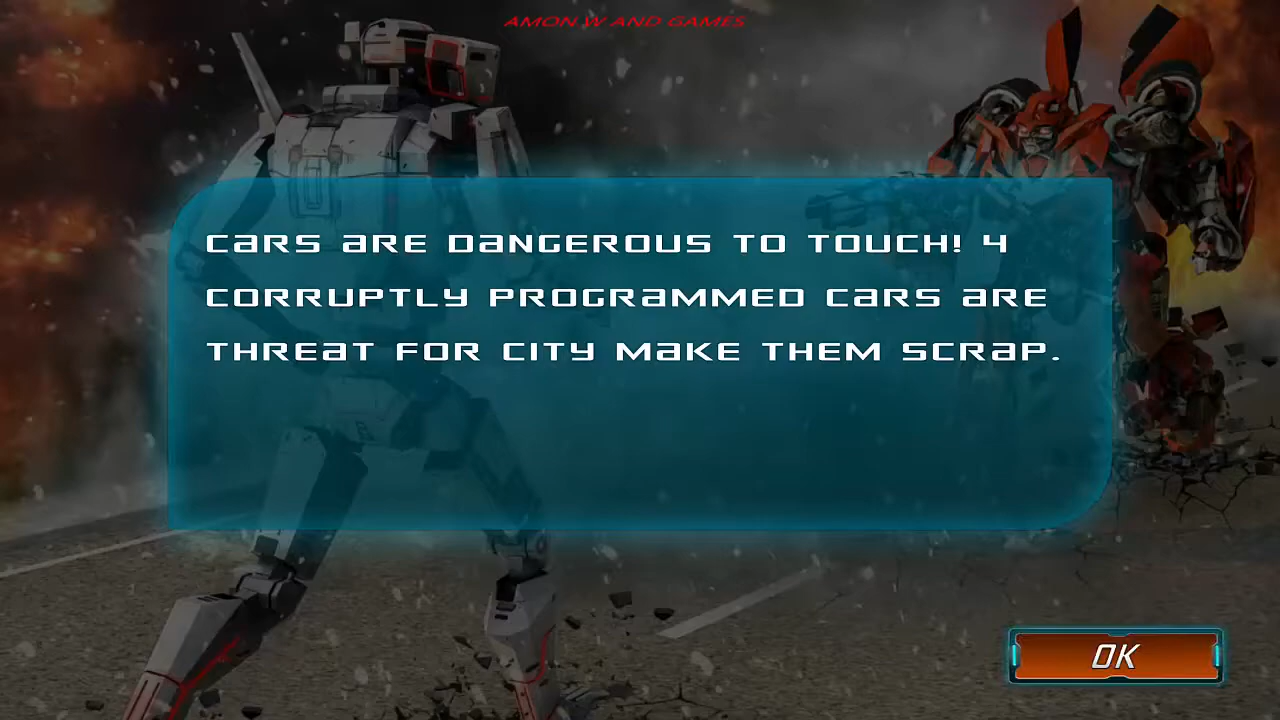 AMON.W AND GAMES
CARS ARE DANGEROUS TO TOUCH! 4
CORRUPTLY PROGRAMMED CARS ARE
THREAT FOR CITY MAKE THEM SCRAP.
OK